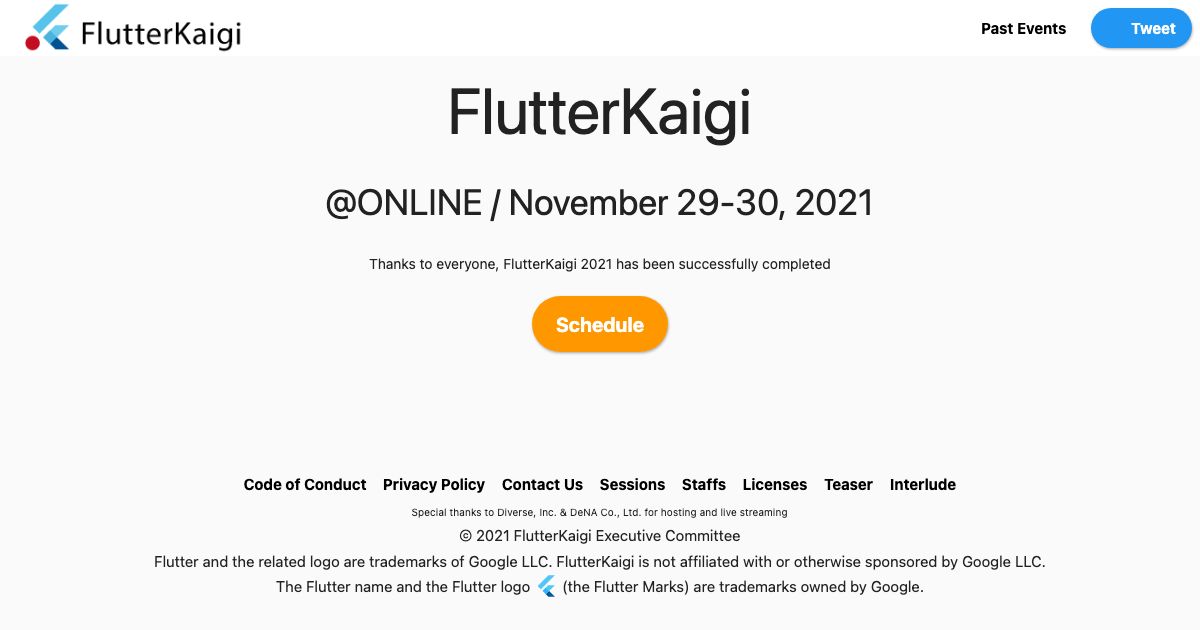 FlutterKaigi
Past Events
Tweet
FlutterKaigi
@ONLINE / November 29-30, 2021
Thanks to everyone, FlutterKaigi 2021 has been successfully completed
Schedule
Code of Conduct Privacy Policy Contact Us Sessions Staffs Licenses Teaser Interlude
Special thanks to Diverse, Inc. & DeNA Co., Ltd. for hosting and live streaming
© 2021 FlutterKaigi Executive Committee
Flutter and the related logo are trademarks of Google LLC. FlutterKaigi is not affiliated with or otherwise sponsored by Google LLC.
The Flutter name and the Flutter logo (the Flutter Marks) are trademarks owned by Google.